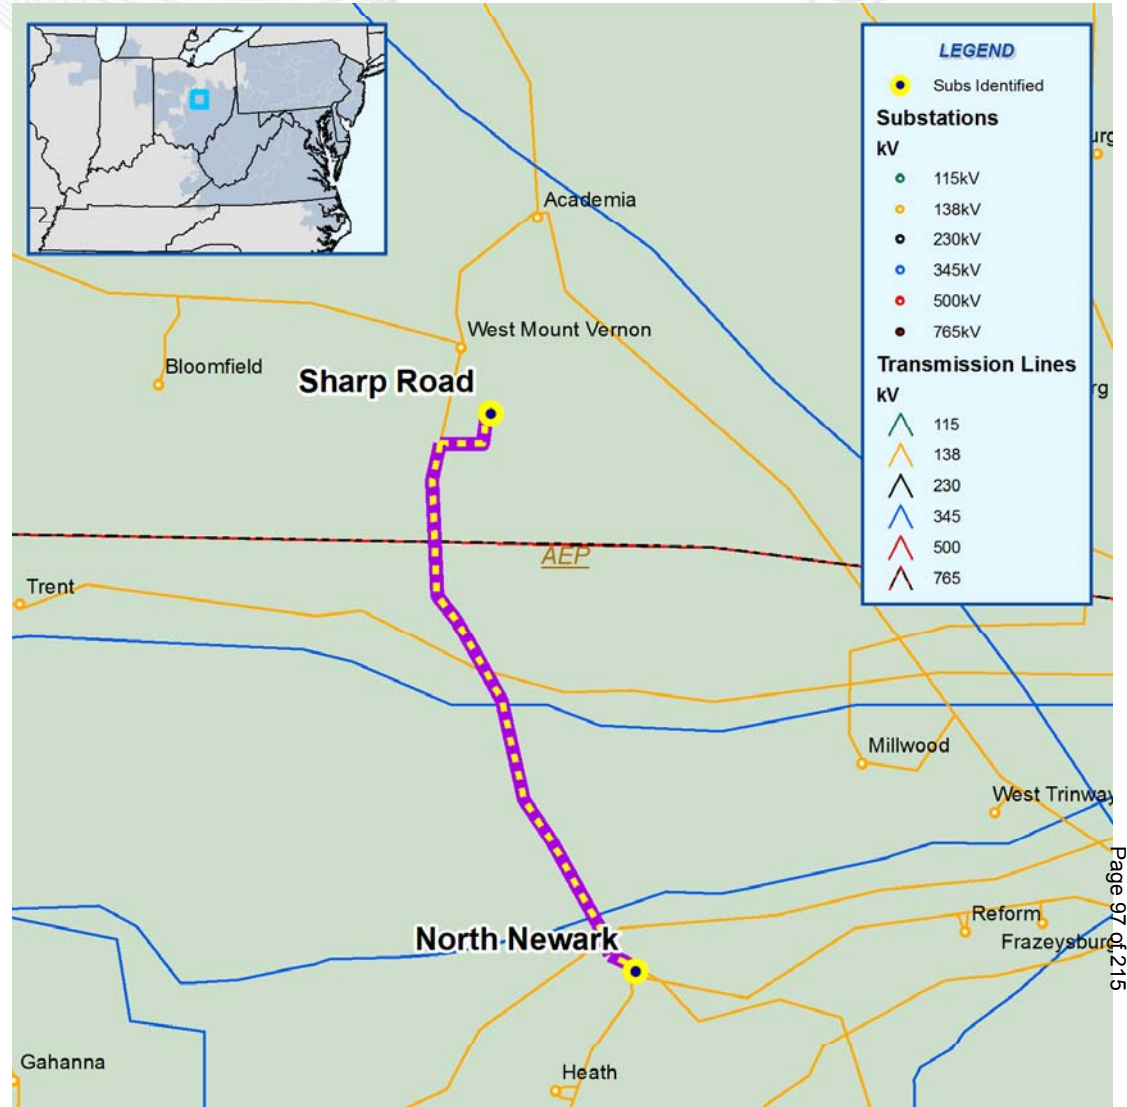 LEGEND
Subs Identified
Substations
kV
115kV
138kV
230kV
345kV
500kV
765kV
Transmission Lines
kV
115
138
230
345
500
765
urg
Academia
West Mount Vernon
Bloomfield
Sharp Road
rg
AEP
Trent
Millwood
West Trinway
Reform
Frazeysburg
North Newark
Gahanna
Heath
Page 97 of 215